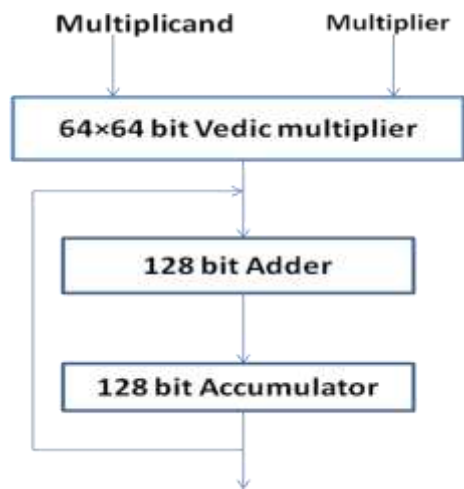 Multiplicand
Multiplier
64×64 bit Vedic multiplier
128 bit Adder
128 bit Accumulator